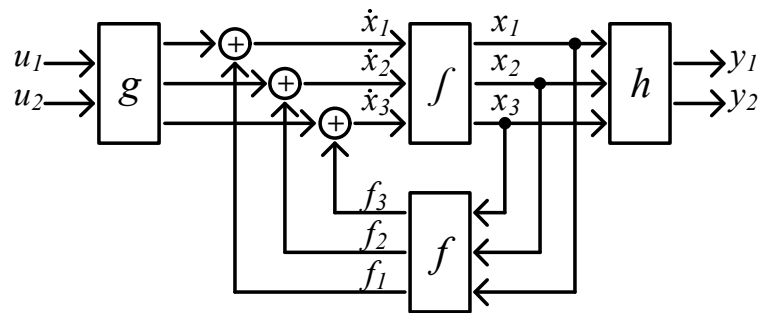 u₁
u₂
g
+
+
+
ẋ₁
ẋ₂
ẋ₃
∫
x₁
x₂
x₃
h
y₁
y₂
f₃
f₂
f₁
f